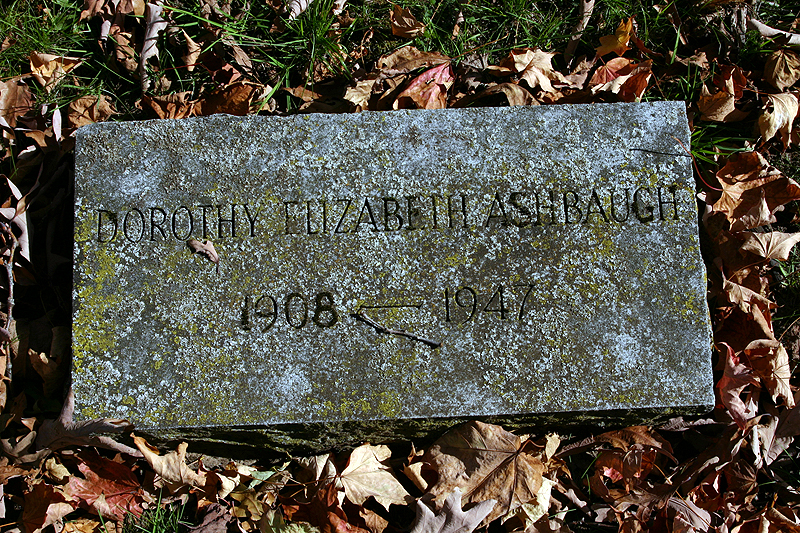 DOROTHY ELIZABETH ASHBAUGH
1908 — 1947